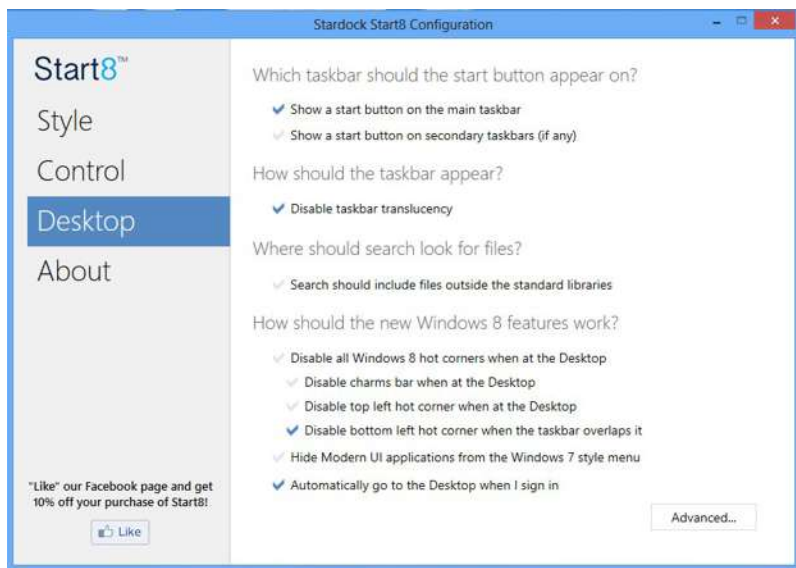 Stardock Start8 Configuration
Start8™
Style
Control
Desktop
About
"Like" our Facebook page and get
10% off your purchase of Start8!
Like
Which taskbar should the start button appear on?
Show a start button on the main taskbar
Show a start button on secondary taskbars (if any)
How should the taskbar appear?
Disable taskbar translucency
Where should search look for files?
Search should include files outside the standard libraries
How should the new Windows 8 features work?
Disable all Windows 8 hot corners when at the Desktop
Disable charms bar when at the Desktop
Disable top left hot corner when at the Desktop
Disable bottom left hot corner when the taskbar overlaps it
Hide Modern UI applications from the Windows 7 style menu
Automatically go to the Desktop when I sign in
Advanced...